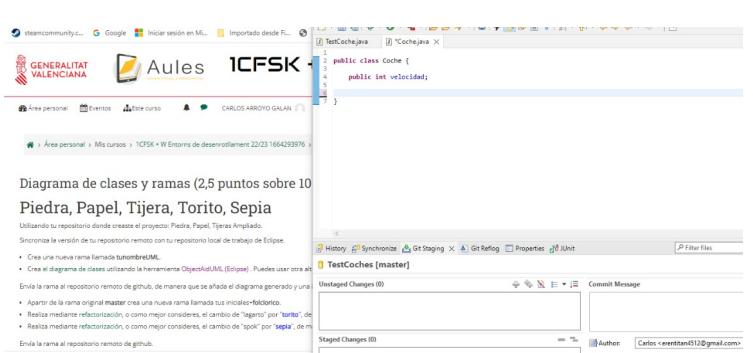 steamcommunity.c...
Google
Iniciar sesión en Mi...
Importado desde Fi...
GENERALITAT
VALENCIANA
Aules
1CFSK
Área personal
Eventos
Este curso
CARLOS ARROYO GALAN
Área personal > Mis cursos > 1CFSK + W Entorns de desenrotllament 22/23 1664293976 >
Diagrama de clases y ramas (2,5 puntos sobre 10
Piedra, Papel, Tijera, Torito, Sepia
Utilizando tu repositorio donde creaste el proyecto: Piedra, Papel, Tijeras Ampliado.
Sincroniza la versión de tu repositorio remoto con tu repositorio local de trabajo de Eclipse.
• Crea una nueva rama llamada tunombreUML.
• Crea el diagrama de clases utilizando la herramienta ObjectAidUML (Eclipse) . Puedes usar otra alt
Envía la rama al repositorio remoto de github, de manera que se añada el diagrama generado y una
• Apartir de la rama original master crea una nueva rama llamada tus iniciales+folclorico.
• Realiza mediante refactorización, o como mejor consideres, el cambio de "lagarto" por "torito", de
• Realiza mediante refactorización, o como mejor consideres, el cambio de "spok" por "sepia", de m
Envía la rama al repositorio remoto de github.
TestCoche.java
*Coche.java
1
2 public class Coche {
3
4 public int velocidad;
5
6
7 }
History
Synchronize
Git Staging
Git Reflog
Properties
JUnit
Filter files
TestCoches [master]
Unstaged Changes (0)
Commit Message
Staged Changes (0)
Author:
Carlos <erentitan4512@gmail.com>